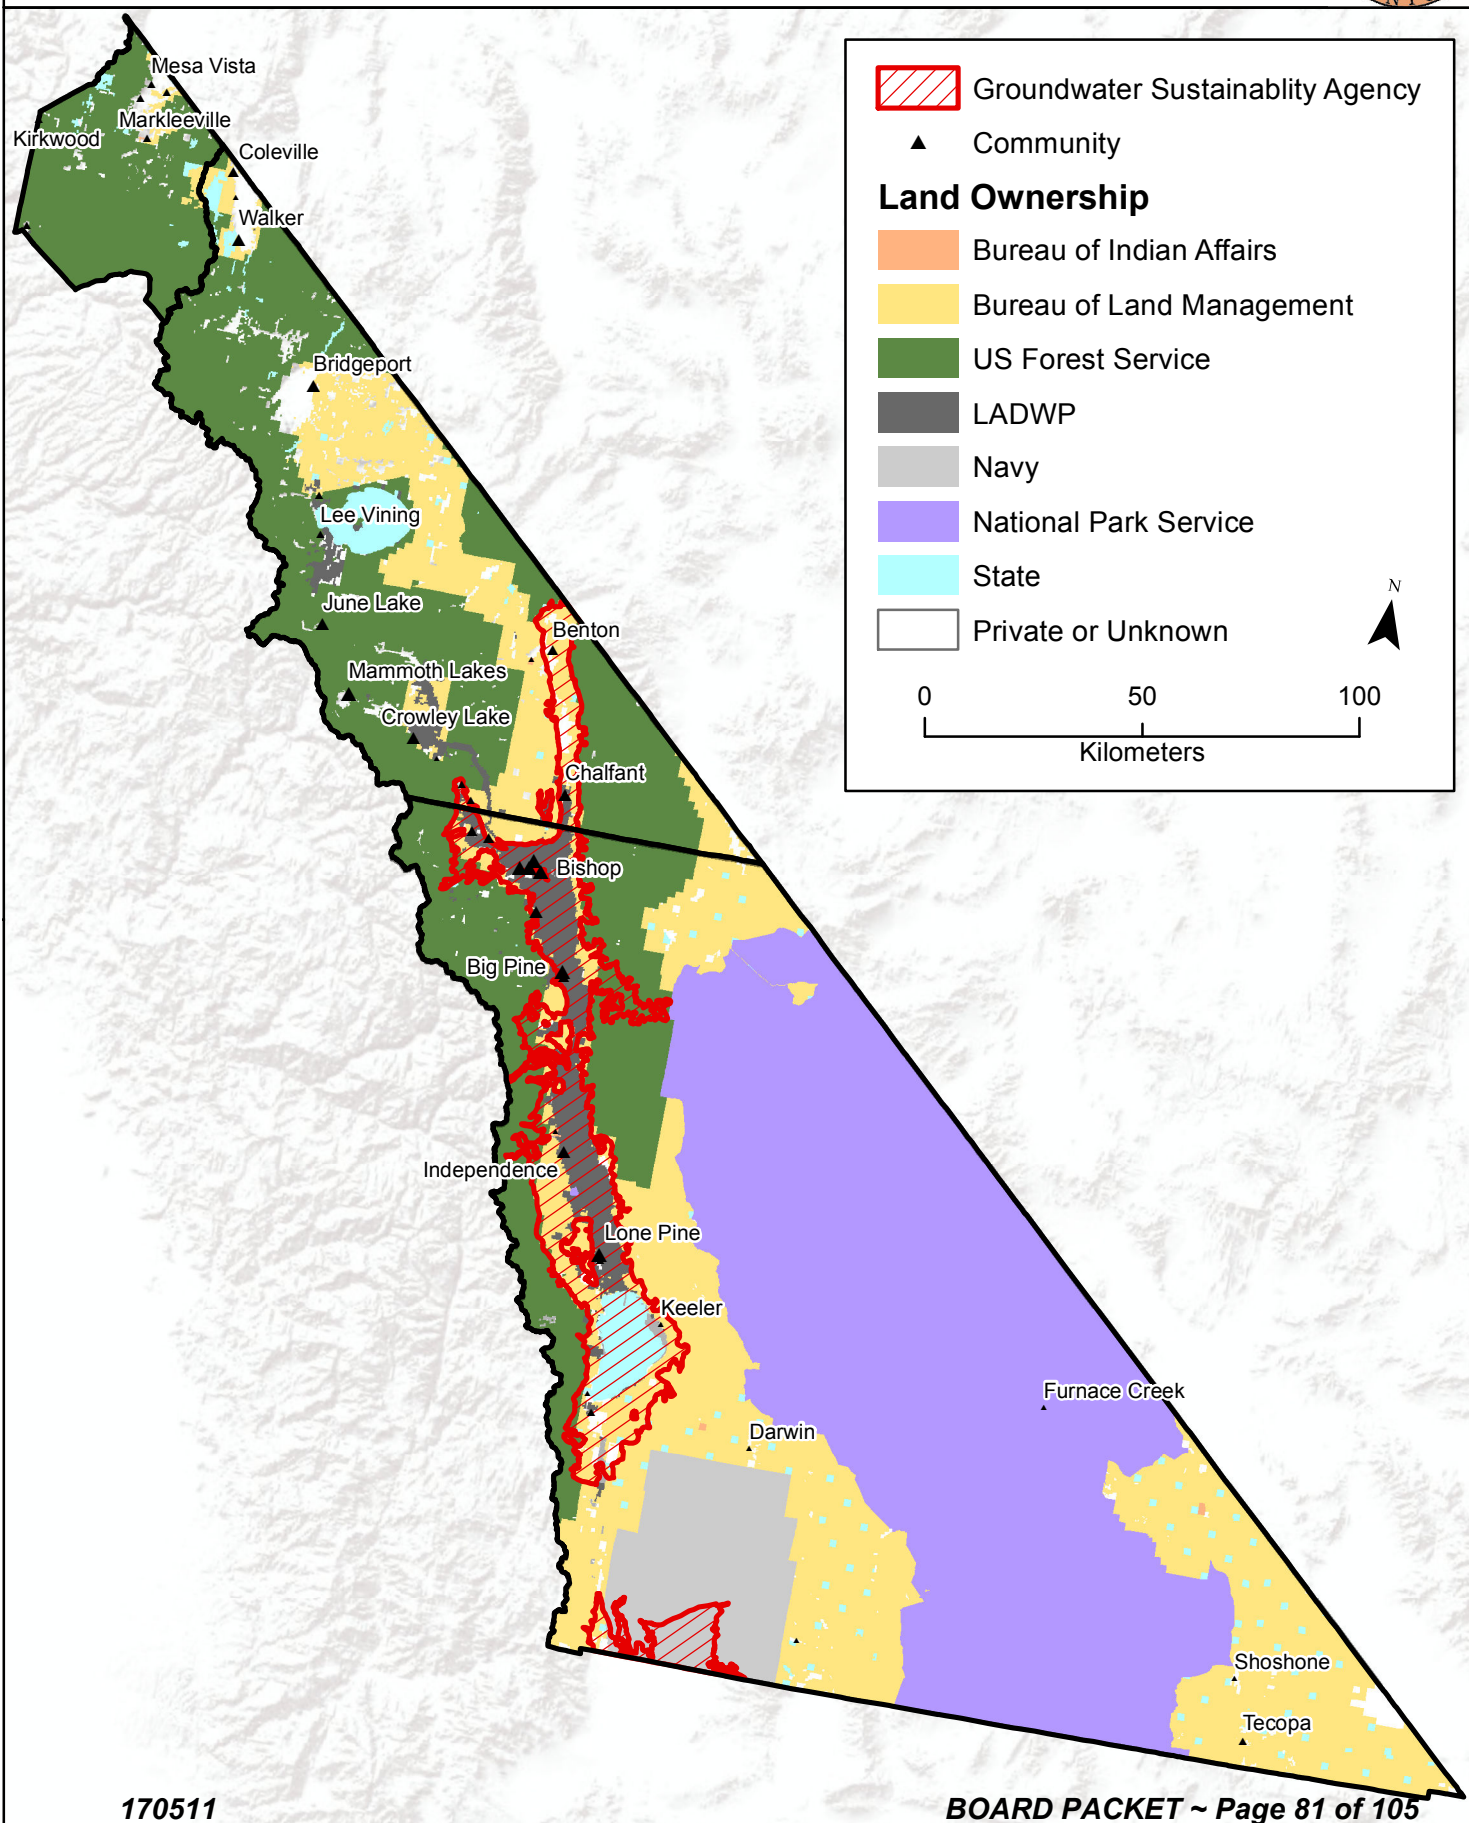 Mesa Vista
Markleeville
Kirkwood
Coleville
Walker
Bridgeport
Lee Vining
June Lake
Benton
Mammoth Lakes
Crowley Lake
Chalfant
Bishop
Big Pine
Independence
Lone Pine
Keeler
Furnace Creek
Darwin
Shoshone
Tecopa
Groundwater Sustainablity Agency
Community
Land Ownership
Bureau of Indian Affairs
Bureau of Land Management
US Forest Service
LADWP
Navy
National Park Service
State
Private or Unknown
N
0 50 100
Kilometers
170511
BOARD PACKET ~ Page 81 of 105